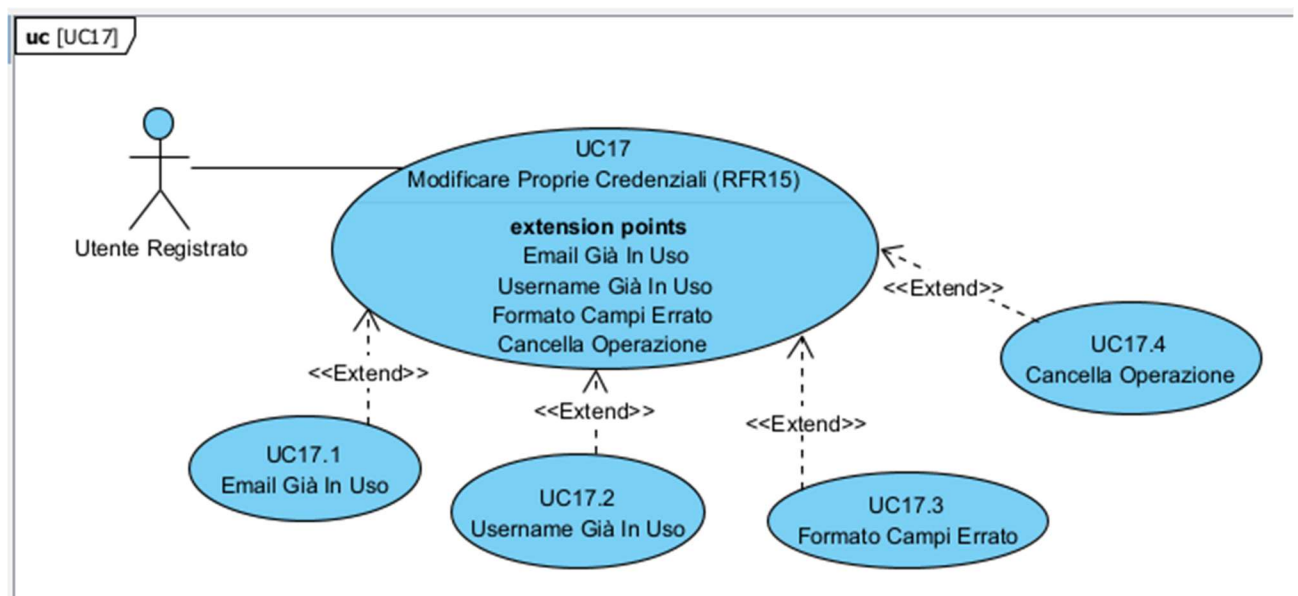 uc [UC17]
Utente Registrato
UC17
Modificare Proprie Credenziali (RFR15)
extension points
Email Già In Uso
Username Già In Uso
Formato Campi Errato
Cancella Operazione
<<Extend>>
<<Extend>>
<<Extend>>
<<Extend>>
UC17.1
Email Già In Uso
UC17.2
Username Già In Uso
UC17.3
Formato Campi Errato
UC17.4
Cancella Operazione